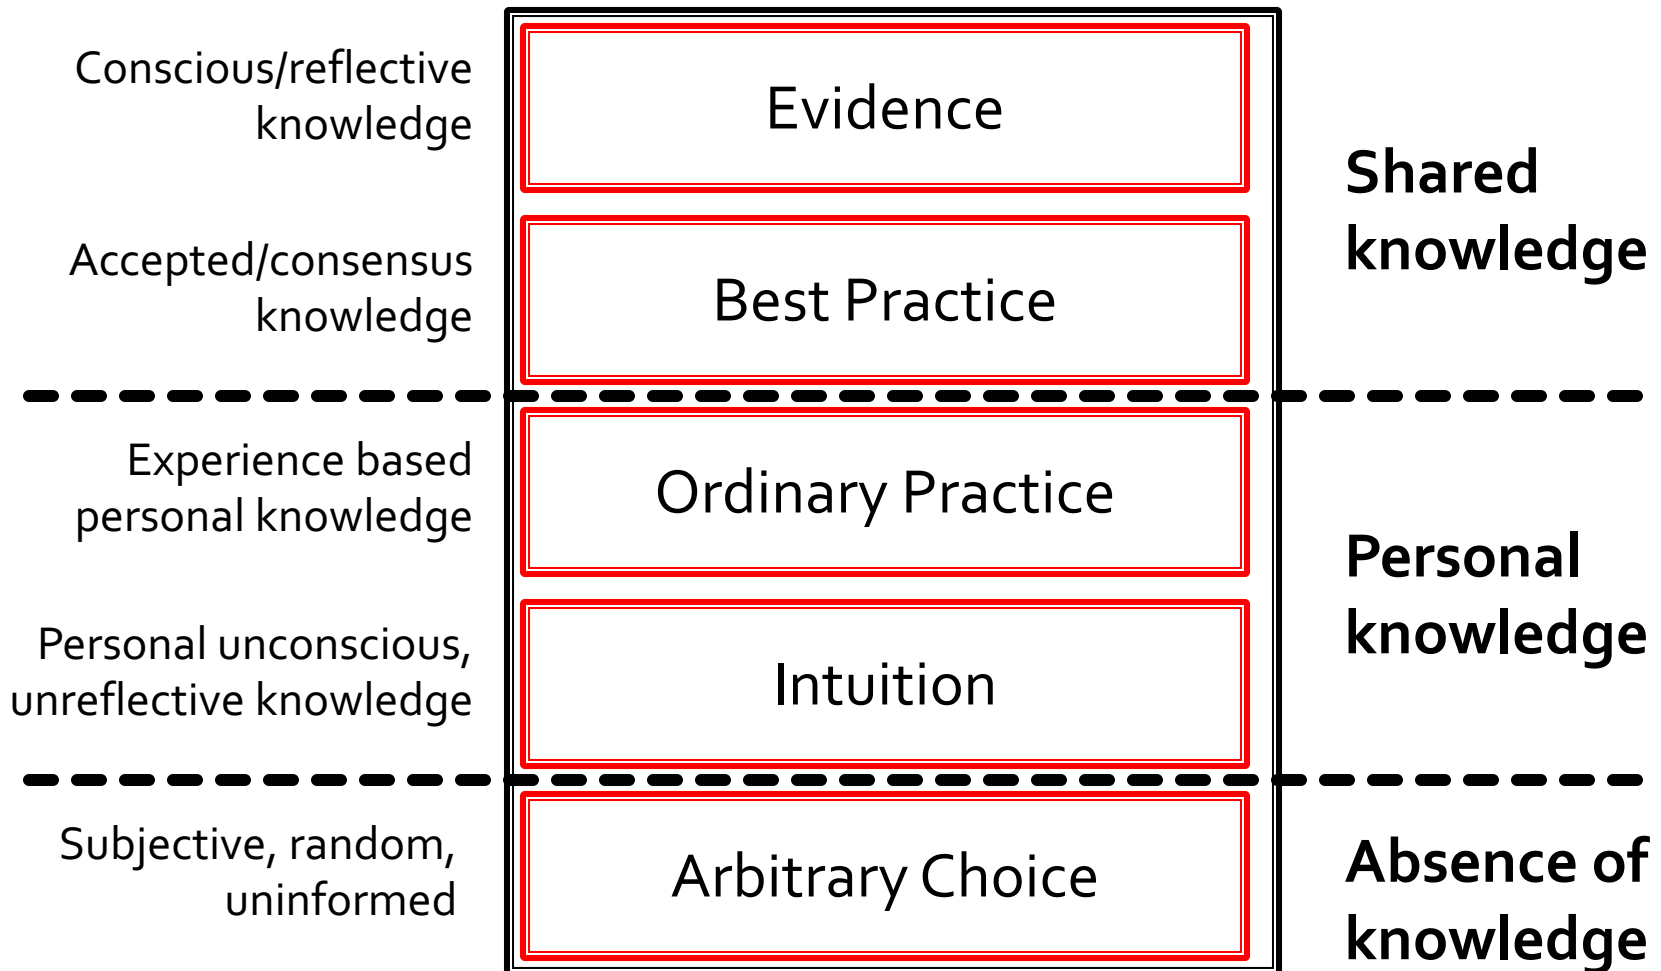 Conscious/reflective
knowledge
Evidence
Shared
knowledge
Accepted/consensus
knowledge
Best Practice
Experience based
personal knowledge
Ordinary Practice
Personal
knowledge
Personal unconscious,
unreflective knowledge
Intuition
Subjective, random,
uninformed
Arbitrary Choice
Absence of
knowledge